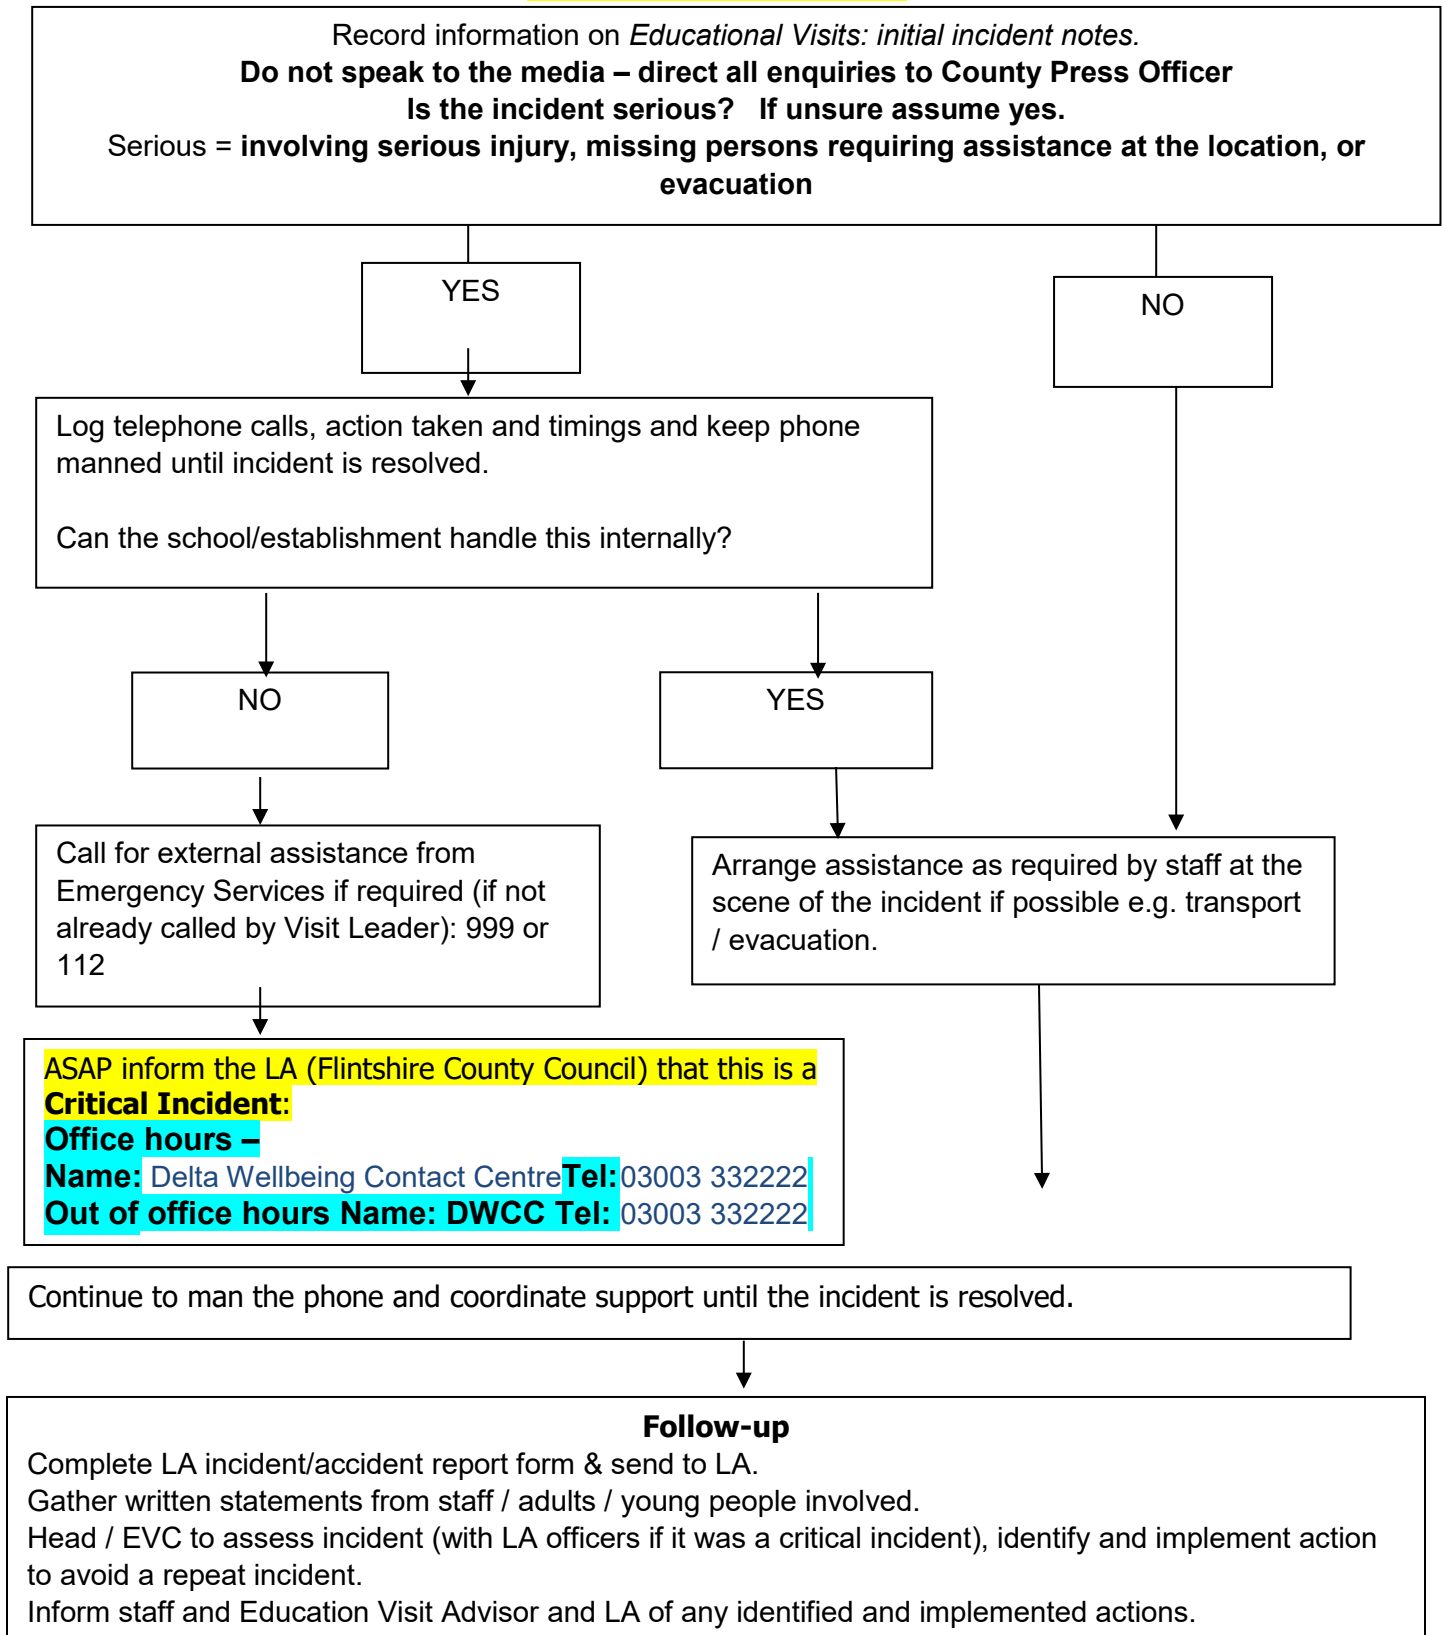 Record information on Educational Visits: initial incident notes.
Do not speak to the media – direct all enquiries to County Press Officer
Is the incident serious?   If unsure assume yes.
Serious = involving serious injury, missing persons requiring assistance at the location, or
evacuation
YES
NO
Log telephone calls, action taken and timings and keep phone
manned until incident is resolved.
Can the school/establishment handle this internally?
NO
YES
Call for external assistance from
Emergency Services if required (if not
already called by Visit Leader): 999 or
112
Arrange assistance as required by staff at the
scene of the incident if possible e.g. transport
/ evacuation.
ASAP inform the LA (Flintshire County Council) that this is a
Critical Incident:
Office hours –
Name: Delta Wellbeing Contact CentreTel:03003 332222
Out of office hours Name: DWCC Tel: 03003 332222
Continue to man the phone and coordinate support until the incident is resolved.
Follow-up
Complete LA incident/accident report form & send to LA.
Gather written statements from staff / adults / young people involved.
Head / EVC to assess incident (with LA officers if it was a critical incident), identify and implement action
to avoid a repeat incident.
Inform staff and Education Visit Advisor and LA of any identified and implemented actions.